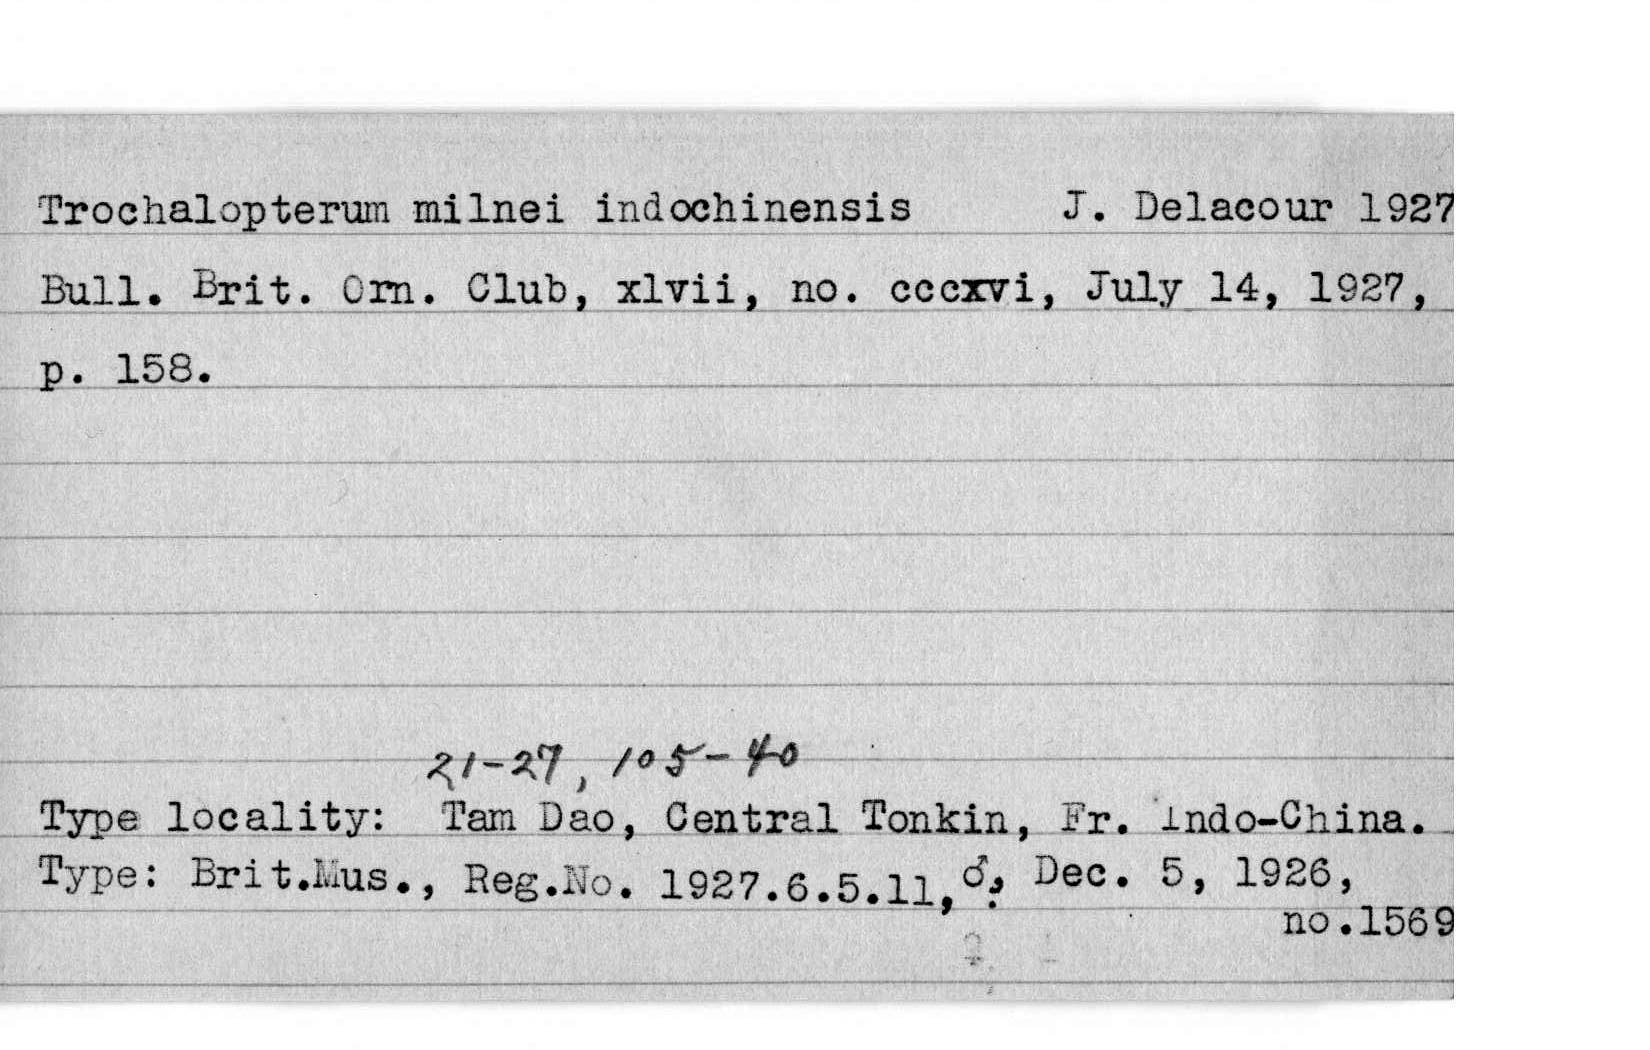 Trochalopterum milnei indochinensis J. Delacour 1927
Bull. Brit. Orn. Club, xlvii, no. cccxvi, July 14, 1927,
p. 158.
21-27, 105-40
Type locality: Tam Dao, Central Tonkin, Fr. Indo-China.
Type: Brit.Mus., Reg.No. 1927.6.5.11, ♂, Dec. 5, 1926,
no.1569
♀